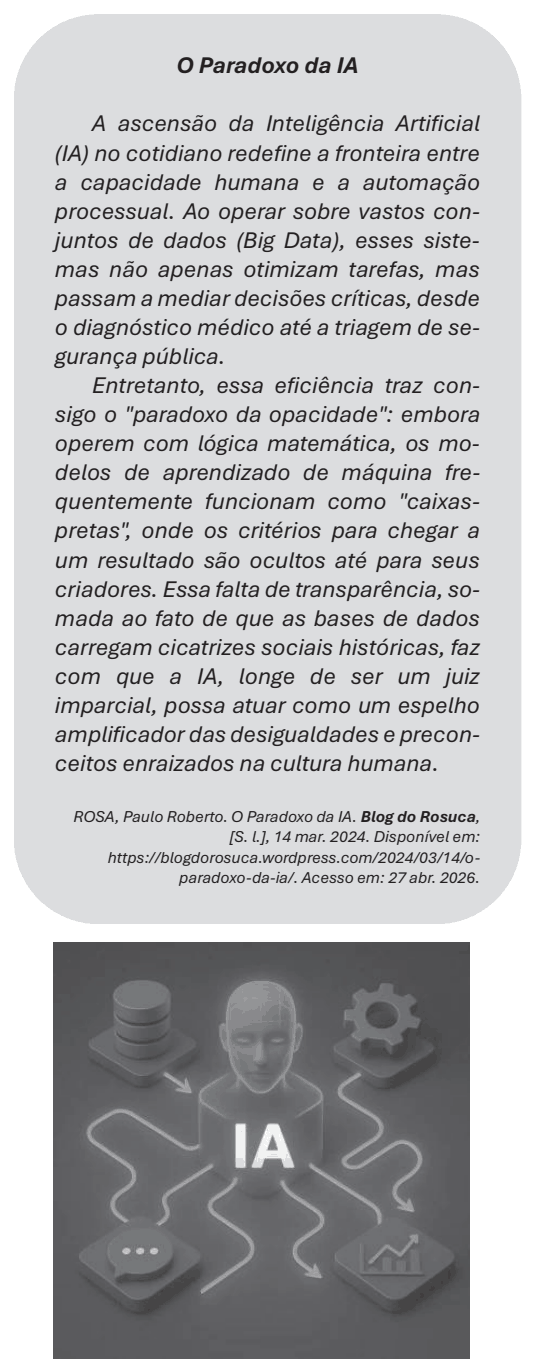 O Paradoxo da IA
A ascensão da Inteligência Artificial
(IA) no cotidiano redefine a fronteira entre
a capacidade humana e a automação
processual. Ao operar sobre vastos con-
juntos de dados (Big Data), esses siste-
mas não apenas otimizam tarefas, mas
passam a mediar decisões críticas, desde
o diagnóstico médico até a triagem de se-
gurança pública.
Entretanto, essa eficiência traz con-
sigo o "paradoxo da opacidade": embora
operem com lógica matemática, os mo-
delos de aprendizado de máquina fre-
quentemente funcionam como "caixas-
pretas", onde os critérios para chegar a
um resultado são ocultos até para seus
criadores. Essa falta de transparência, so-
mada ao fato de que as bases de dados
carregam cicatrizes sociais históricas, faz
com que a IA, longe de ser um juiz
imparcial, possa atuar como um espelho
amplificador das desigualdades e precon-
ceitos enraizados na cultura humana.
ROSA, Paulo Roberto. O Paradoxo da IA. Blog do Rosuca,
[S. l.], 14 mar. 2024. Disponível em:
https://blogdorosuca.wordpress.com/2024/03/14/o-
paradoxo-da-ia/. Acesso em: 27 abr. 2026.
IA